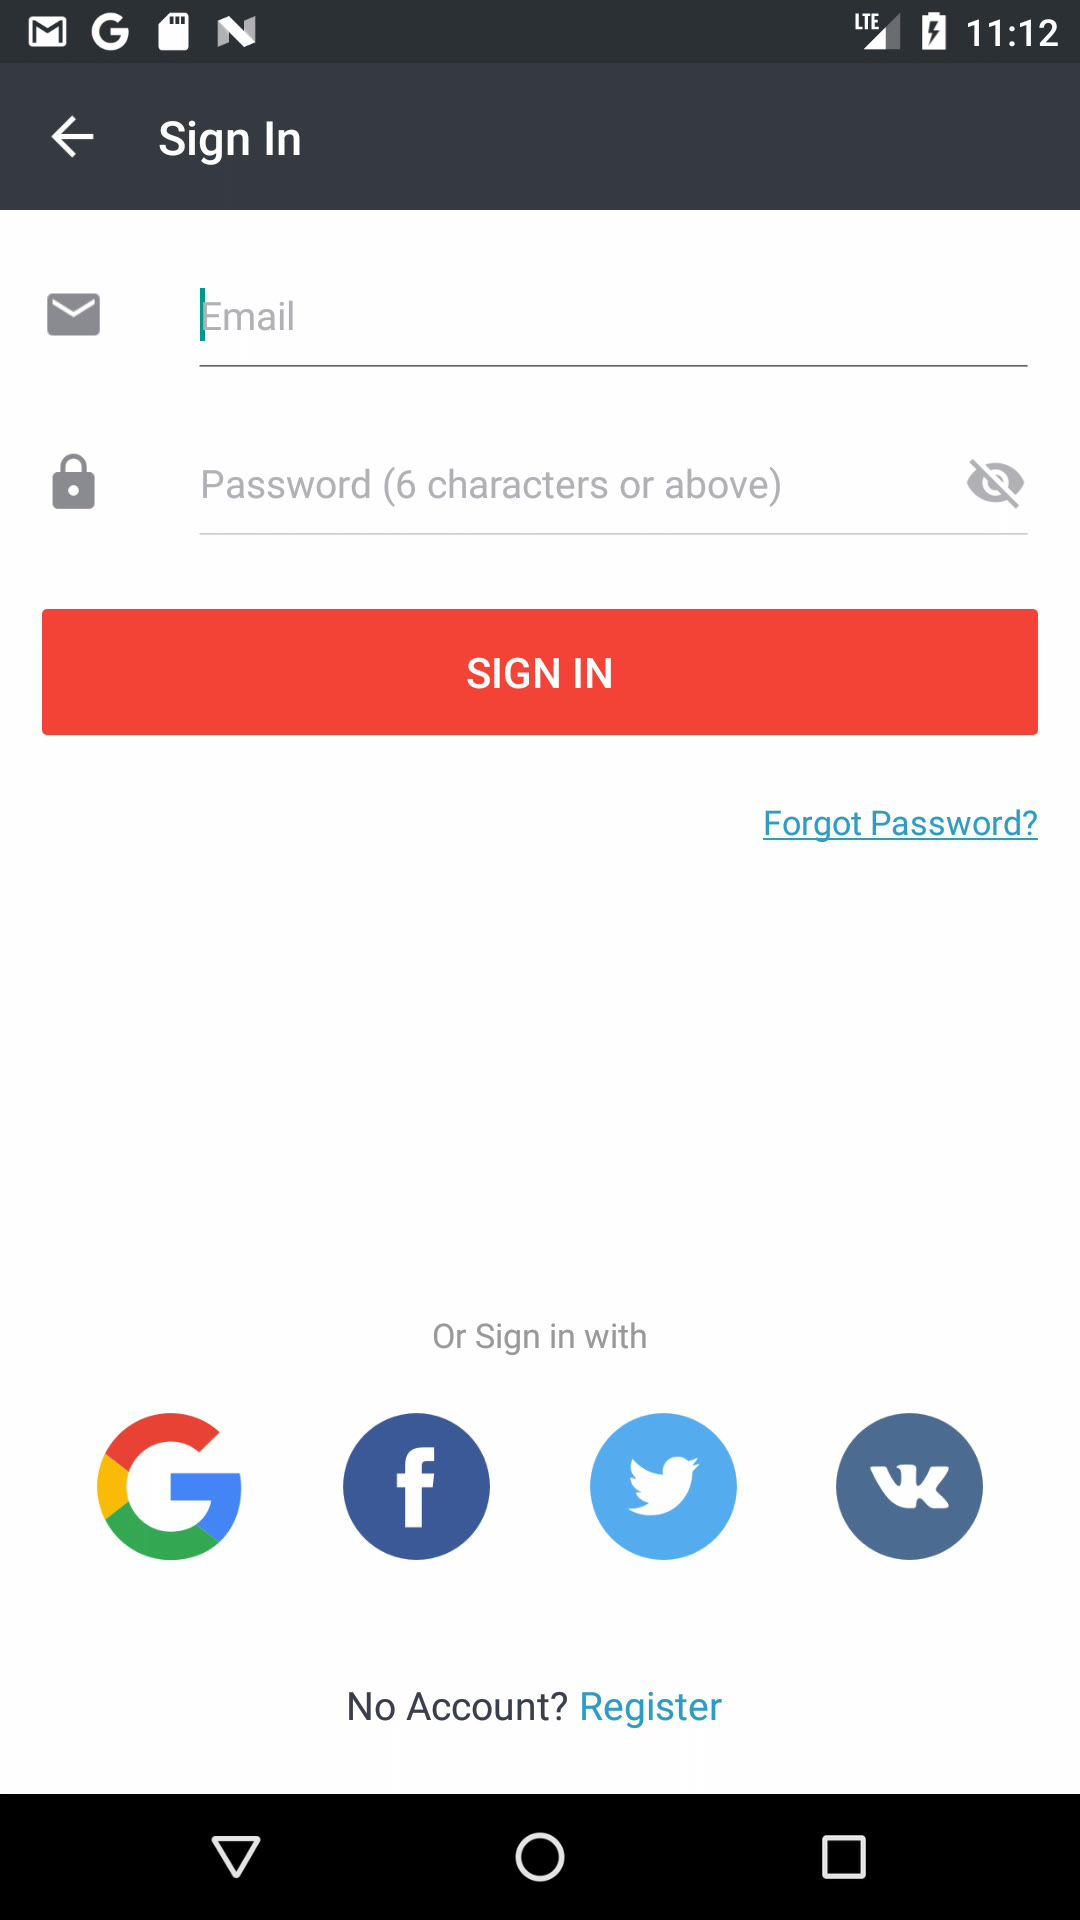 LTE 11:12
Sign In
Email
Password (6 characters or above)
SIGN IN
Forgot Password?
Or Sign in with
No Account? Register